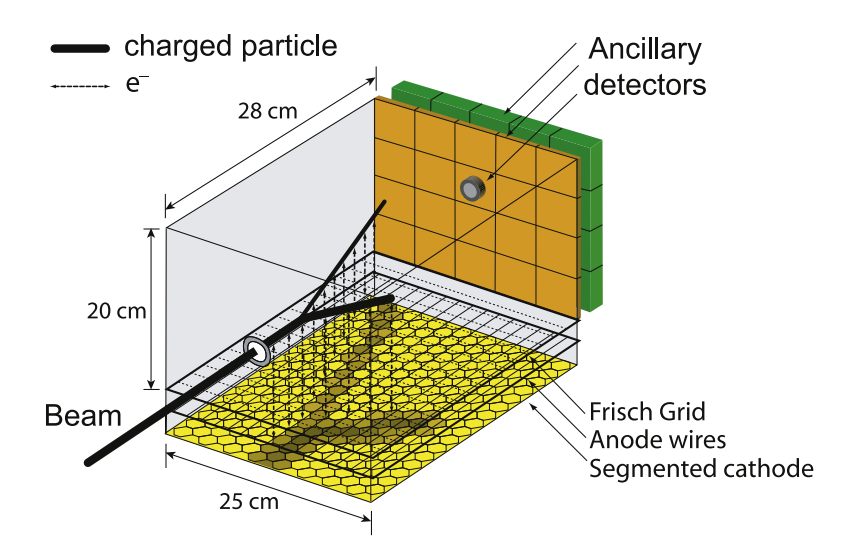 charged particle
e⁻
Ancillary
detectors
28 cm
20 cm
Beam
Frisch Grid
Anode wires
Segmented cathode
25 cm